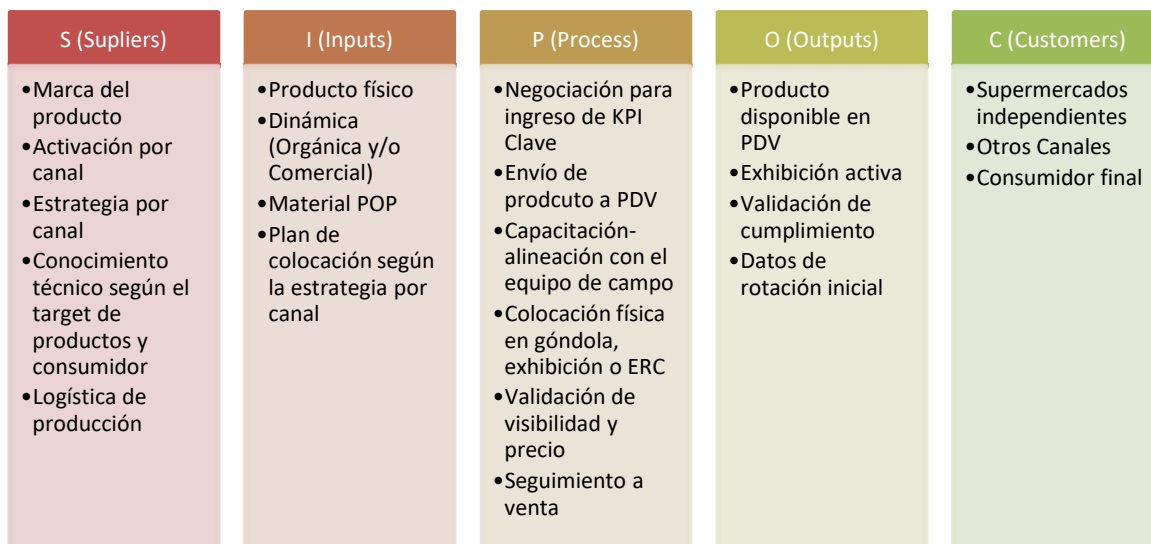 S (Supliers)
•Marca del
producto
•Activación por
canal
•Estrategia por
canal
•Conocimiento
técnico según el
target de
productos y
consumidor
•Logística de
producción
I (Inputs)
•Producto físico
•Dinámica
(Orgánica y/o
Comercial)
•Material POP
•Plan de
colocación según
la estrategia por
canal
P (Process)
•Negociación para
ingreso de KPI
Clave
•Envío de
prodcuto a PDV
•Capacitación-
alineación con el
equipo de campo
•Colocación física
en góndola,
exhibición o ERC
•Validación de
visibilidad y
precio
•Seguimiento a
venta
O (Outputs)
•Producto
disponible en
PDV
•Exhibición activa
•Validación de
cumplimiento
•Datos de
rotación inicial
C (Customers)
•Supermercados
independientes
•Otros Canales
•Consumidor final